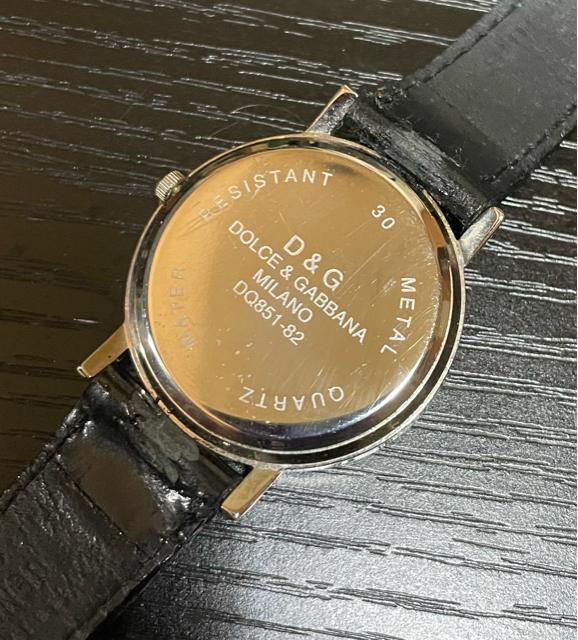 D&G
DOLCE & GABBANA
MILANO
DQ851-82
WATER RESISTANT 30 METAL QUARTZ